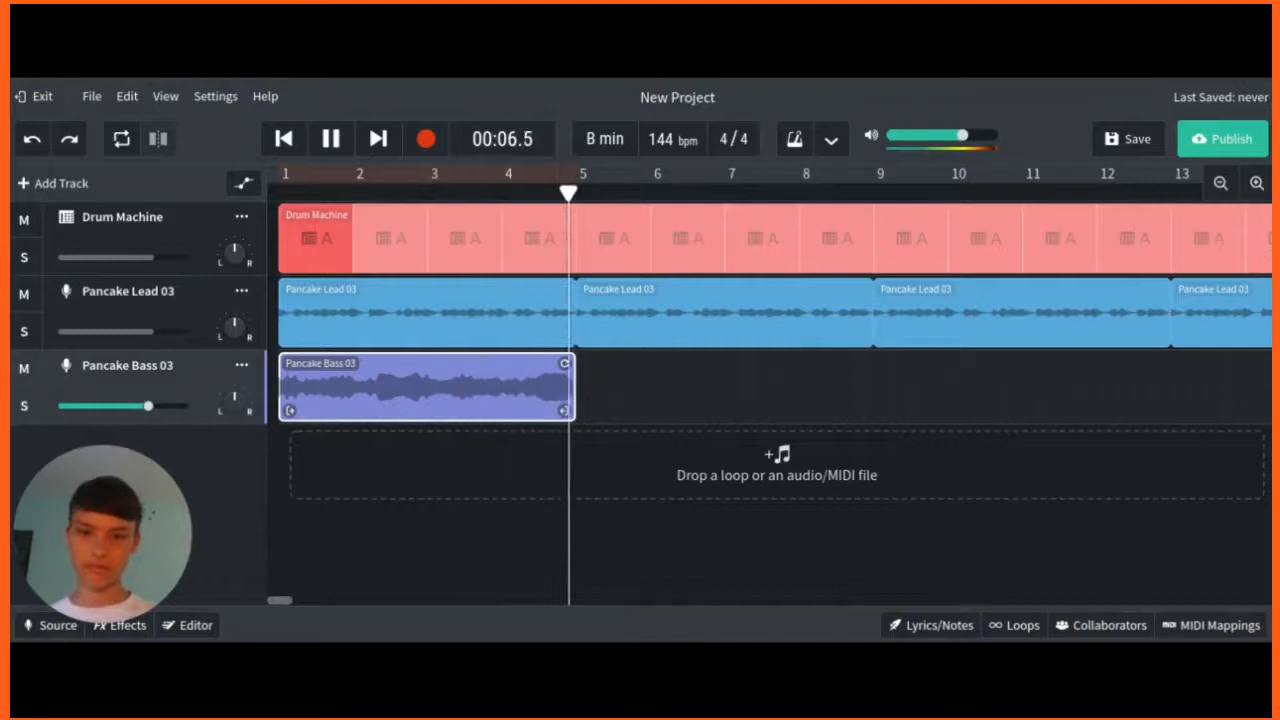 Exit File Edit View Settings Help New Project Last Saved: never
00:06.5 B min 144 bpm 4 / 4 Save Publish
+ Add Track 1 2 3 4 5 6 7 8 9 10 11 12 13
M Drum Machine ... Drum Machine
A A A A A A A A A A A A A
S L R
M Pancake Lead 03 ... Pancake Lead 03 Pancake Lead 03 Pancake Lead 03 Pancake Lead 03
S L R
M Pancake Bass 03 ... Pancake Bass 03
S L R
Drop a loop or an audio/MIDI file
Source FX Effects Editor Lyrics/Notes Loops Collaborators MIDI Mappings